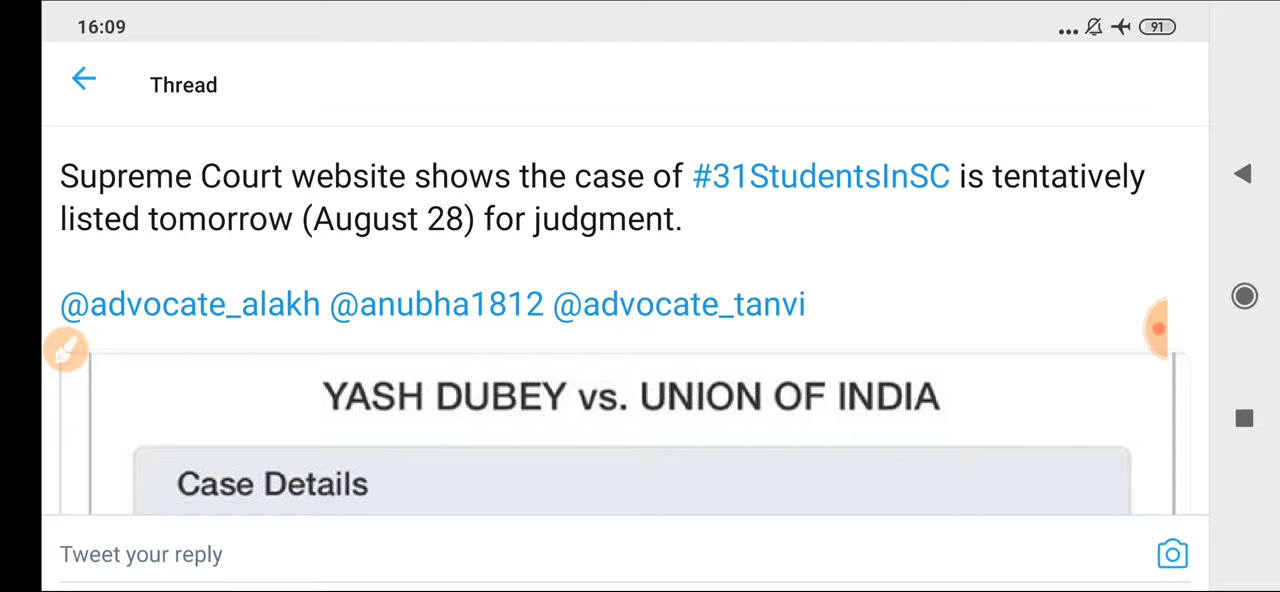 16:09
91
Thread
Supreme Court website shows the case of #31StudentsInSC is tentatively
listed tomorrow (August 28) for judgment.
@advocate_alakh @anubha1812 @advocate_tanvi
YASH DUBEY vs. UNION OF INDIA
Case Details
Tweet your reply